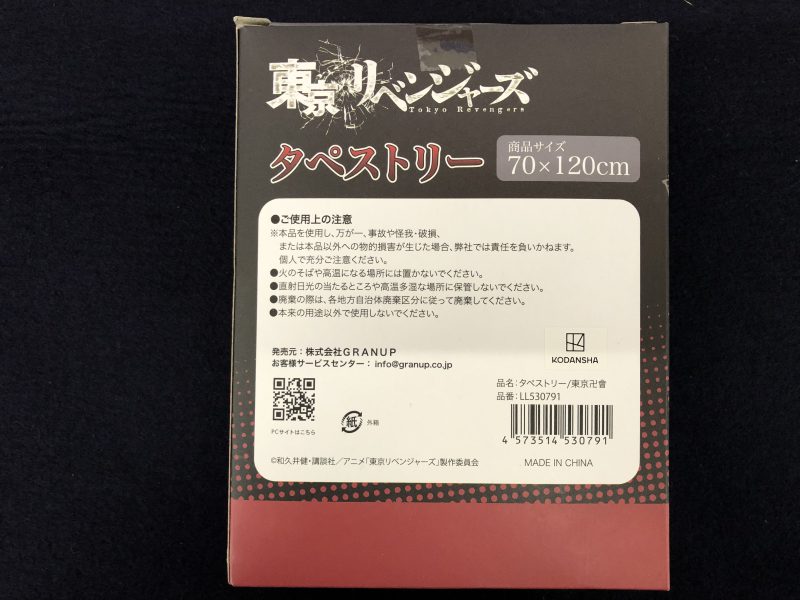 東京リベンジャーズ
Tokyo Revengers
タペストリー
商品サイズ
70×120cm
●ご使用上の注意
※本品を使用し、万が一、事故や怪我・破損、
または本品以外への物的損害が生じた場合、弊社では責任を負いかねます。
個人で充分ご注意ください。
●火のそばや高温になる場所には置かないでください。
●直射日光の当たるところや高温多湿な場所に保管しないでください。
●廃棄の際は、各地方自治体廃棄区分に従って廃棄してください。
●本来の用途以外で使用しないでください。
KODANSHA
発売元：株式会社GRANUP
お客様サービスセンター：info@granup.co.jp
品名：タペストリー/東京卍會
品番：LL530791
PCサイトはこちら
紙
外箱
4 573514 530791
©和久井健・講談社／アニメ「東京リベンジャーズ」製作委員会
MADE IN CHINA